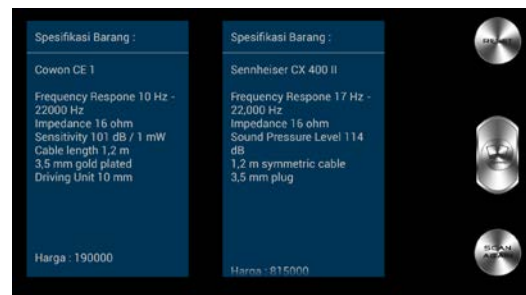 Spesifikasi Barang :
Cowon CE 1
Frequency Respone 10 Hz -
22000 Hz
Impedance 16 ohm
Sensitivity 101 dB / 1 mW
Cable length 1,2 m
3,5 mm gold plated
Driving Unit 10 mm
Harga : 190000
Spesifikasi Barang :
Sennheiser CX 400 II
Frequency Respone 17 Hz -
22,000 Hz
Impedance 16 ohm
Sound Pressure Level 114
dB
1,2 m symmetric cable
3,5 mm plug
Harga : 815000
SCAN